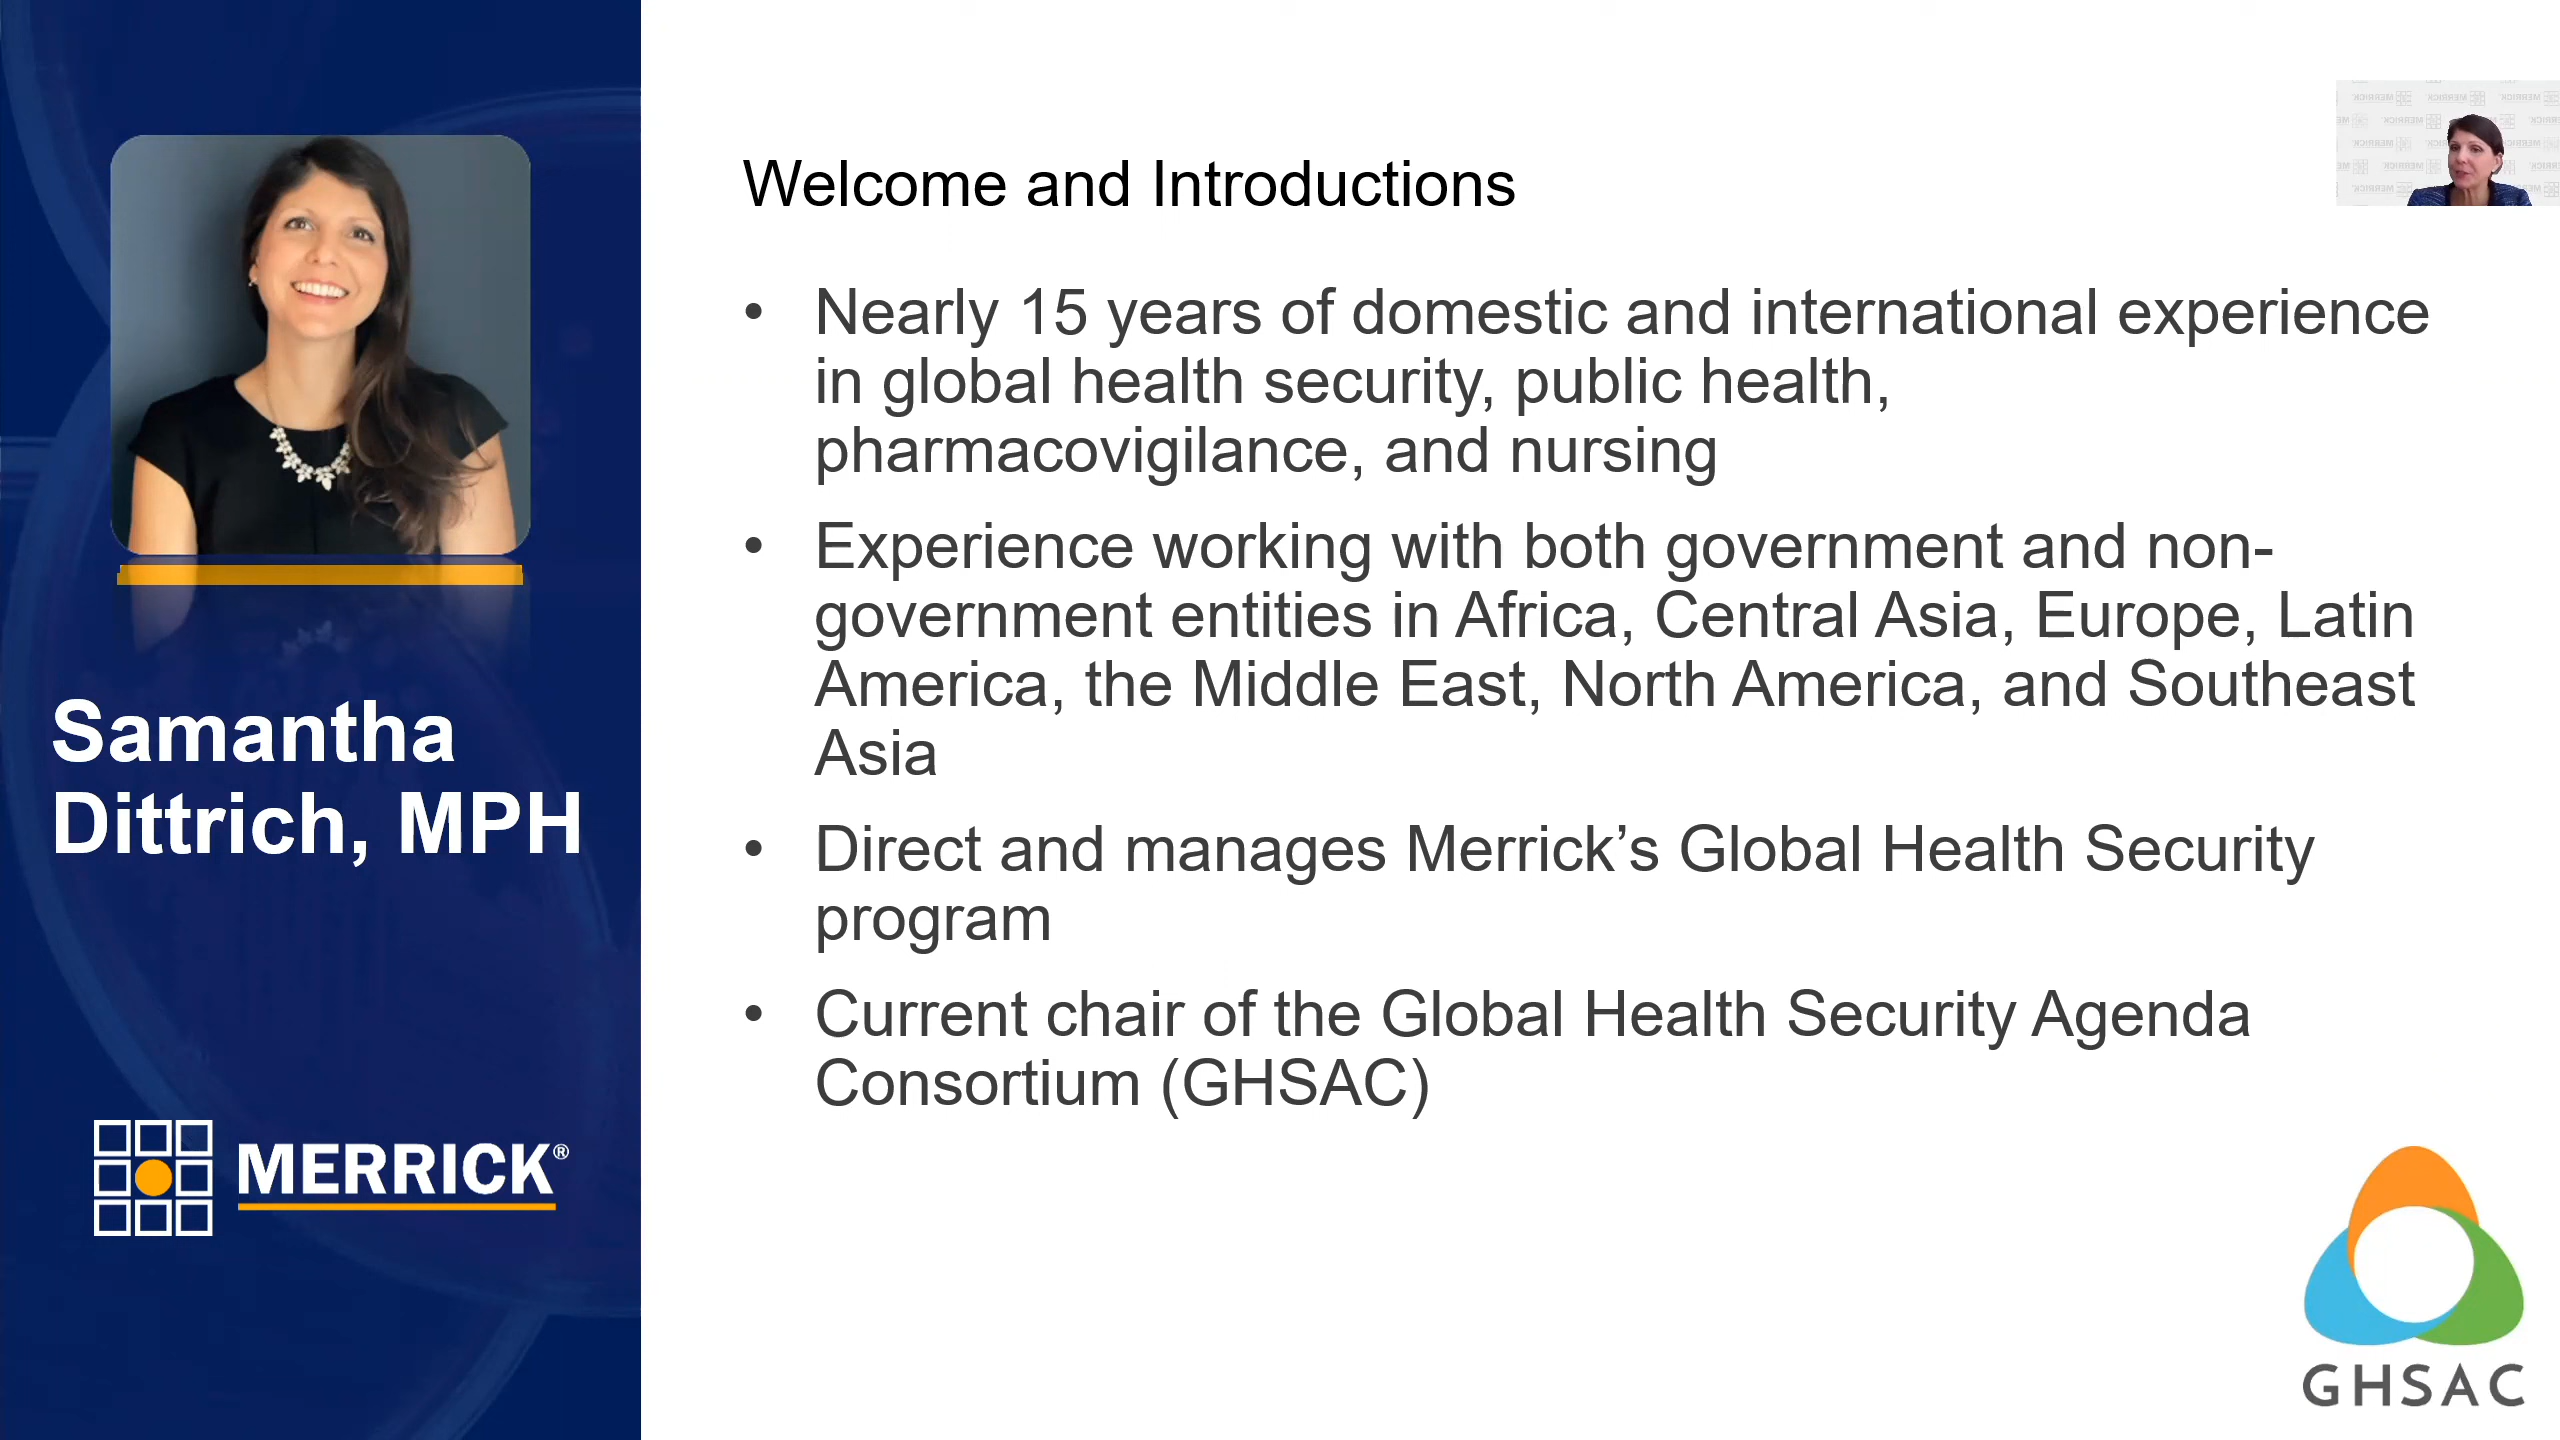 Samantha
Dittrich, MPH
MERRICK®
Welcome and Introductions
• Nearly 15 years of domestic and international experience
in global health security, public health,
pharmacovigilance, and nursing
• Experience working with both government and non-
government entities in Africa, Central Asia, Europe, Latin
America, the Middle East, North America, and Southeast
Asia
• Direct and manages Merrick’s Global Health Security
program
• Current chair of the Global Health Security Agenda
Consortium (GHSAC)
MERRICK
GHSAC